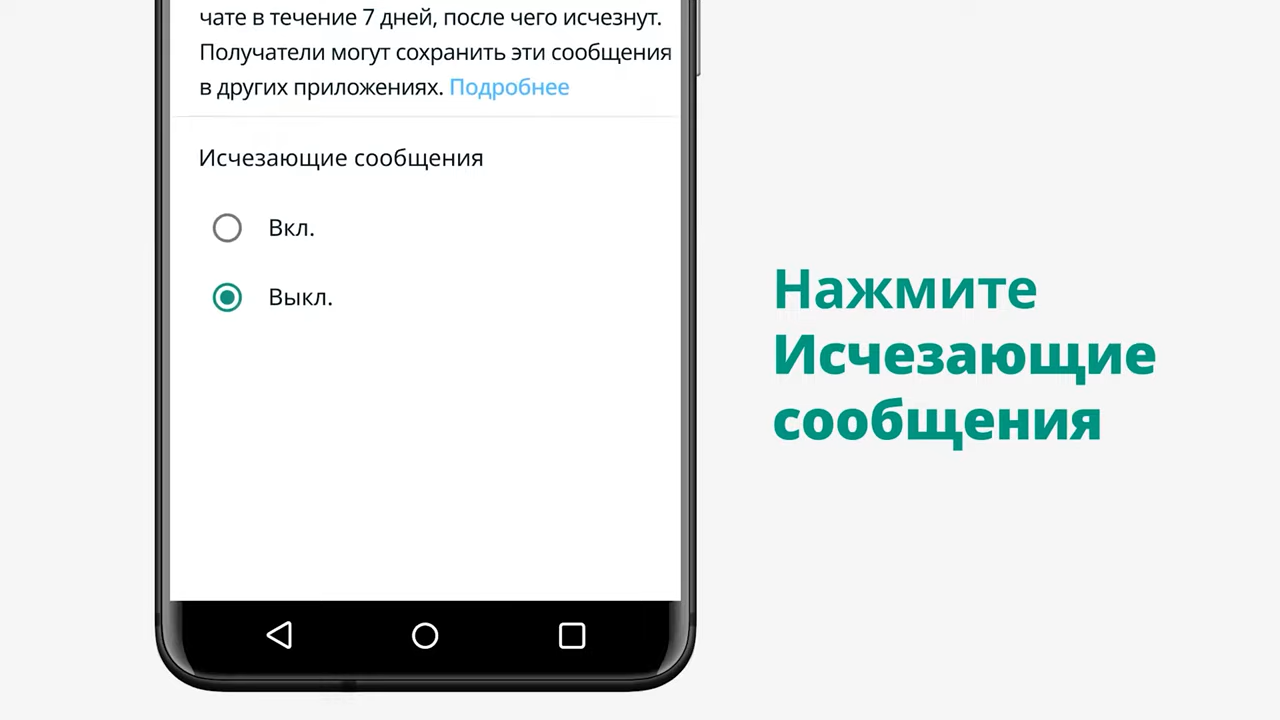 чате в течение 7 дней, после чего исчезнут.
Получатели могут сохранить эти сообщения
в других приложениях. Подробнее
Исчезающие сообщения
Вкл.
Выкл.
Нажмите
Исчезающие
сообщения